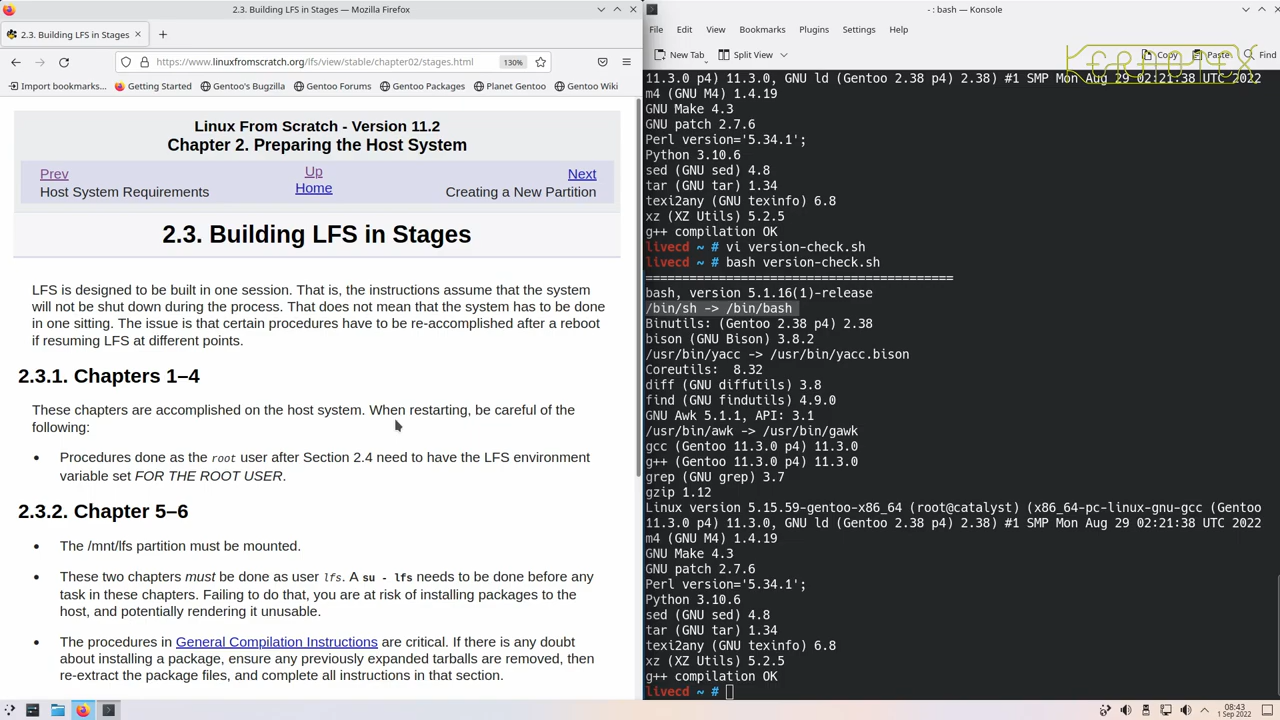 2.3. Building LFS in Stages — Mozilla Firefox
2.3. Building LFS in Stages
https://www.linuxfromscratch.org/lfs/view/stable/chapter02/stages.html
130%
Import bookmarks...
Getting Started
Gentoo's Bugzilla
Gentoo Forums
Gentoo Packages
Planet Gentoo
Gentoo Wiki
Linux From Scratch - Version 11.2
Chapter 2. Preparing the Host System
Prev
Up
Next
Host System Requirements
Home
Creating a New Partition
2.3. Building LFS in Stages
LFS is designed to be built in one session. That is, the instructions assume that the system
will not be shut down during the process. That does not mean that the system has to be done
in one sitting. The issue is that certain procedures have to be re-accomplished after a reboot
if resuming LFS at different points.
2.3.1. Chapters 1–4
These chapters are accomplished on the host system. When restarting, be careful of the
following:
• Procedures done as the root user after Section 2.4 need to have the LFS environment
variable set FOR THE ROOT USER.
2.3.2. Chapter 5–6
• The /mnt/lfs partition must be mounted.
• These two chapters must be done as user lfs. A su - lfs needs to be done before any
task in these chapters. Failing to do that, you are at risk of installing packages to the
host, and potentially rendering it unusable.
• The procedures in General Compilation Instructions are critical. If there is any doubt
about installing a package, ensure any previously expanded tarballs are removed, then
re-extract the package files, and complete all instructions in that section.
- : bash — Konsole
File Edit View Bookmarks Plugins Settings Help
New Tab
Split View
Copy
Paste
Find
KERNOTEX
11.3.0 p4) 11.3.0, GNU ld (Gentoo 2.38 p4) 2.38) #1 SMP Mon Aug 29 02:21:38 UTC 2022
m4 (GNU M4) 1.4.19
GNU Make 4.3
GNU patch 2.7.6
Perl version='5.34.1';
Python 3.10.6
sed (GNU sed) 4.8
tar (GNU tar) 1.34
texi2any (GNU texinfo) 6.8
xz (XZ Utils) 5.2.5
g++ compilation OK
livecd ~ # vi version-check.sh
livecd ~ # bash version-check.sh
==========================================
bash, version 5.1.16(1)-release
/bin/sh -> /bin/bash
Binutils: (Gentoo 2.38 p4) 2.38
bison (GNU Bison) 3.8.2
/usr/bin/yacc -> /usr/bin/yacc.bison
Coreutils:  8.32
diff (GNU diffutils) 3.8
find (GNU findutils) 4.9.0
GNU Awk 5.1.1, API: 3.1
/usr/bin/awk -> /usr/bin/gawk
gcc (Gentoo 11.3.0 p4) 11.3.0
g++ (Gentoo 11.3.0 p4) 11.3.0
grep (GNU grep) 3.7
gzip 1.12
Linux version 5.15.59-gentoo-x86_64 (root@catalyst) (x86_64-pc-linux-gnu-gcc (Gentoo
11.3.0 p4) 11.3.0, GNU ld (Gentoo 2.38 p4) 2.38) #1 SMP Mon Aug 29 02:21:38 UTC 2022
m4 (GNU M4) 1.4.19
GNU Make 4.3
GNU patch 2.7.6
Perl version='5.34.1';
Python 3.10.6
sed (GNU sed) 4.8
tar (GNU tar) 1.34
texi2any (GNU texinfo) 6.8
xz (XZ Utils) 5.2.5
g++ compilation OK
livecd ~ #
08:43
1 Sep 2022